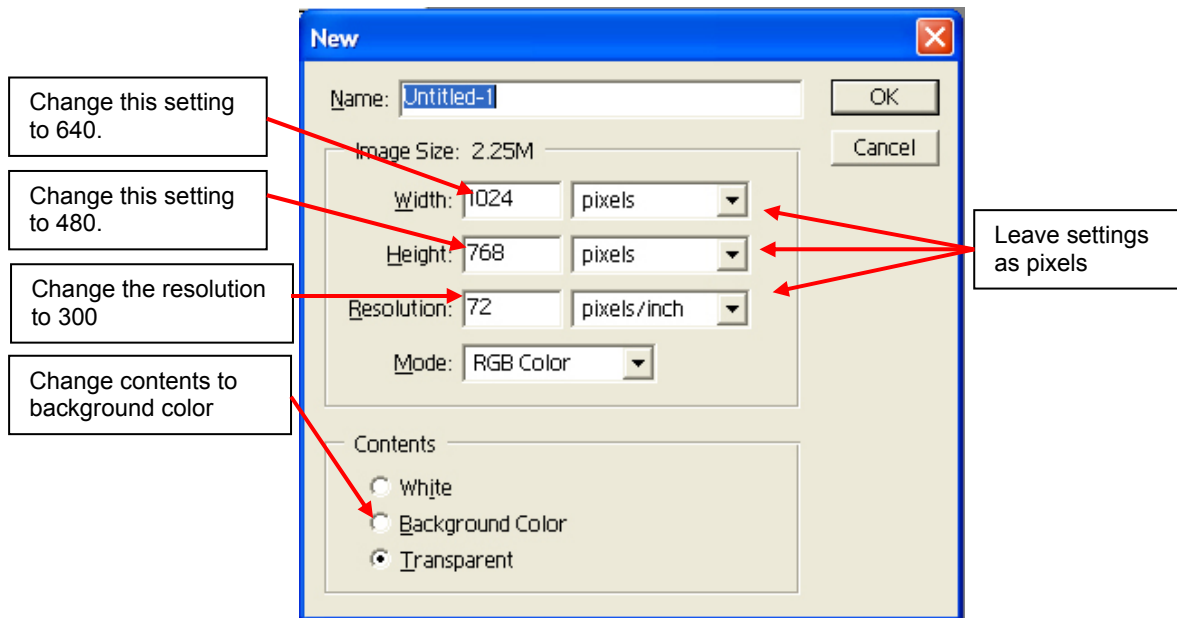 New
Change this setting
to 640.
Name: Untitled-1
OK
Cancel
Image Size: 2.25M
Width: 1024 pixels
Change this setting
to 480.
Height: 768 pixels
Leave settings
as pixels
Change the resolution
to 300
Resolution: 72 pixels/inch
Mode: RGB Color
Change contents to
background color
Contents
White
Background Color
Transparent